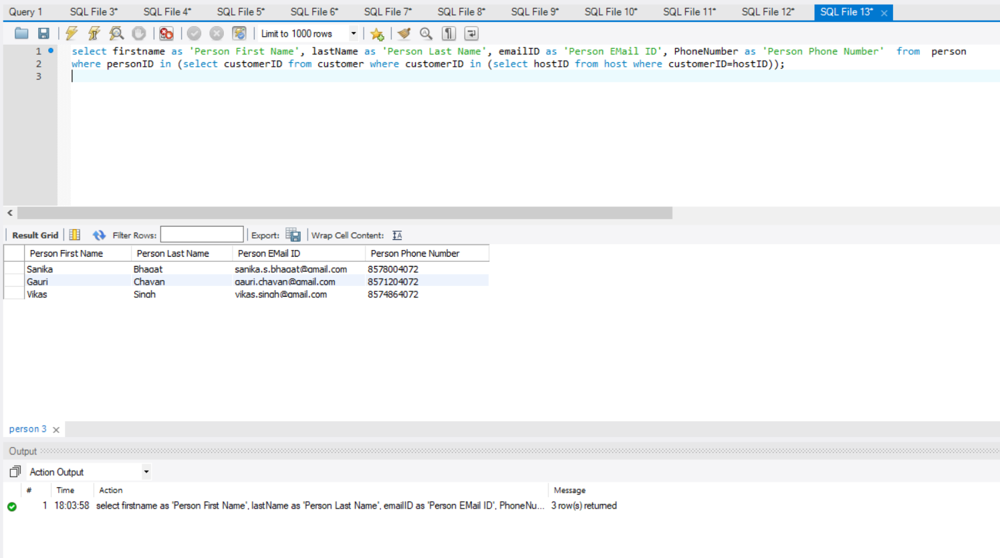 Query 1 SQL File 3* SQL File 4* SQL File 5* SQL File 6* SQL File 7* SQL File 8* SQL File 9* SQL File 10* SQL File 11* SQL File 12* SQL File 13*
Limit to 1000 rows
1 select firstname as 'Person First Name', lastName as 'Person Last Name', emailID as 'Person EMail ID', PhoneNumber as 'Person Phone Number' from person
2 where personID in (select customerID from customer where customerID in (select hostID from host where customerID=hostID));
3
Result Grid Filter Rows: Export: Wrap Cell Content:
Person First Name Person Last Name Person EMail ID Person Phone Number
Sanika Bhagat sanika.s.bhagat@gmail.com 8578004072
Gauri Chavan gauri.chavan@gmail.com 8571204072
Vikas Singh vikas.singh@gmail.com 8574864072
person 3
Output
Action Output
# Time Action Message
1 18:03:58 select firstname as 'Person First Name', lastName as 'Person Last Name', emailID as 'Person EMail ID', PhoneNu... 3 row(s) returned